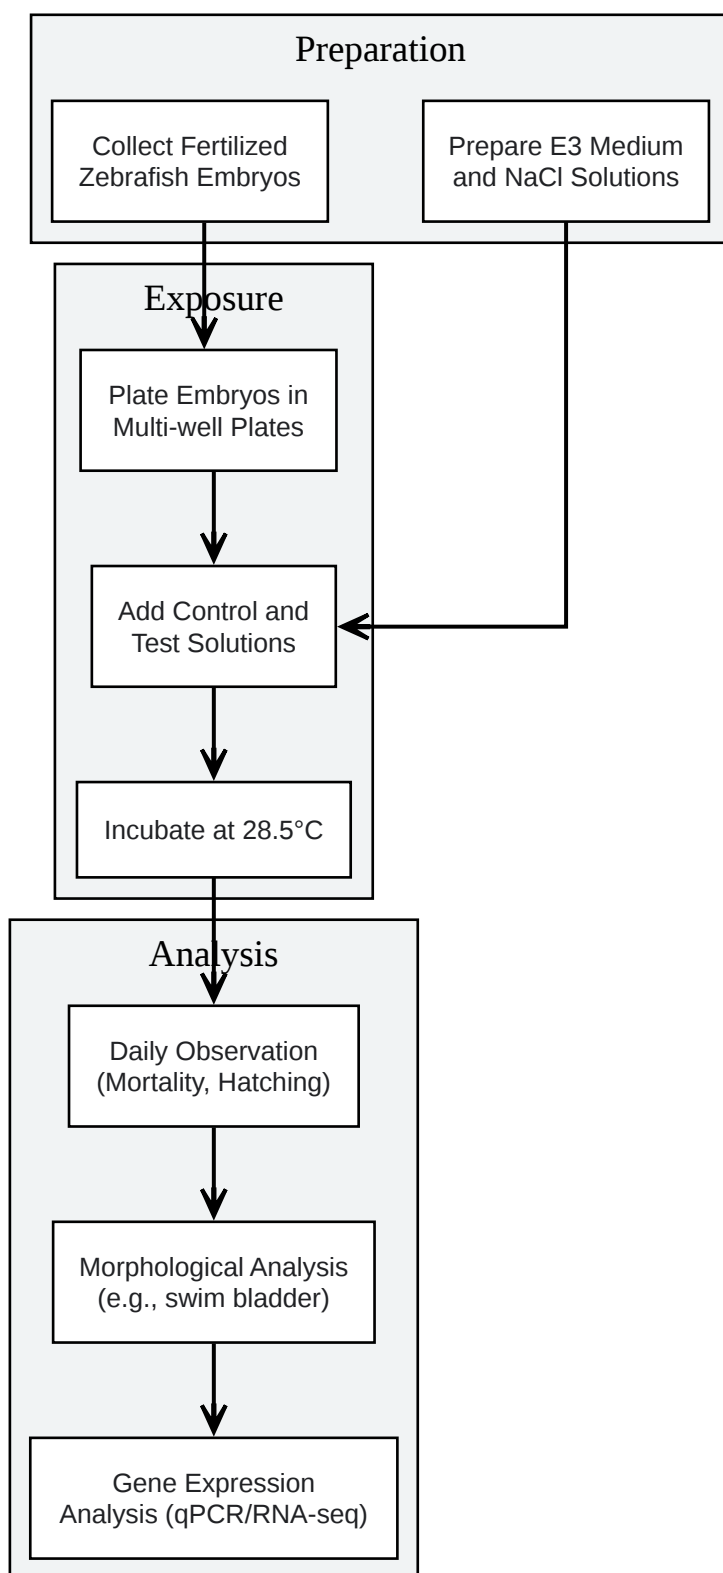 Preparation
Collect Fertilized
Zebrafish Embryos
Prepare E3 Medium
and NaCl Solutions
Exposure
Plate Embryos in
Multi-well Plates
Add Control and
Test Solutions
Incubate at 28.5°C
Analysis
Daily Observation
(Mortality, Hatching)
Morphological Analysis
(e.g., swim bladder)
Gene Expression
Analysis (qPCR/RNA-seq)